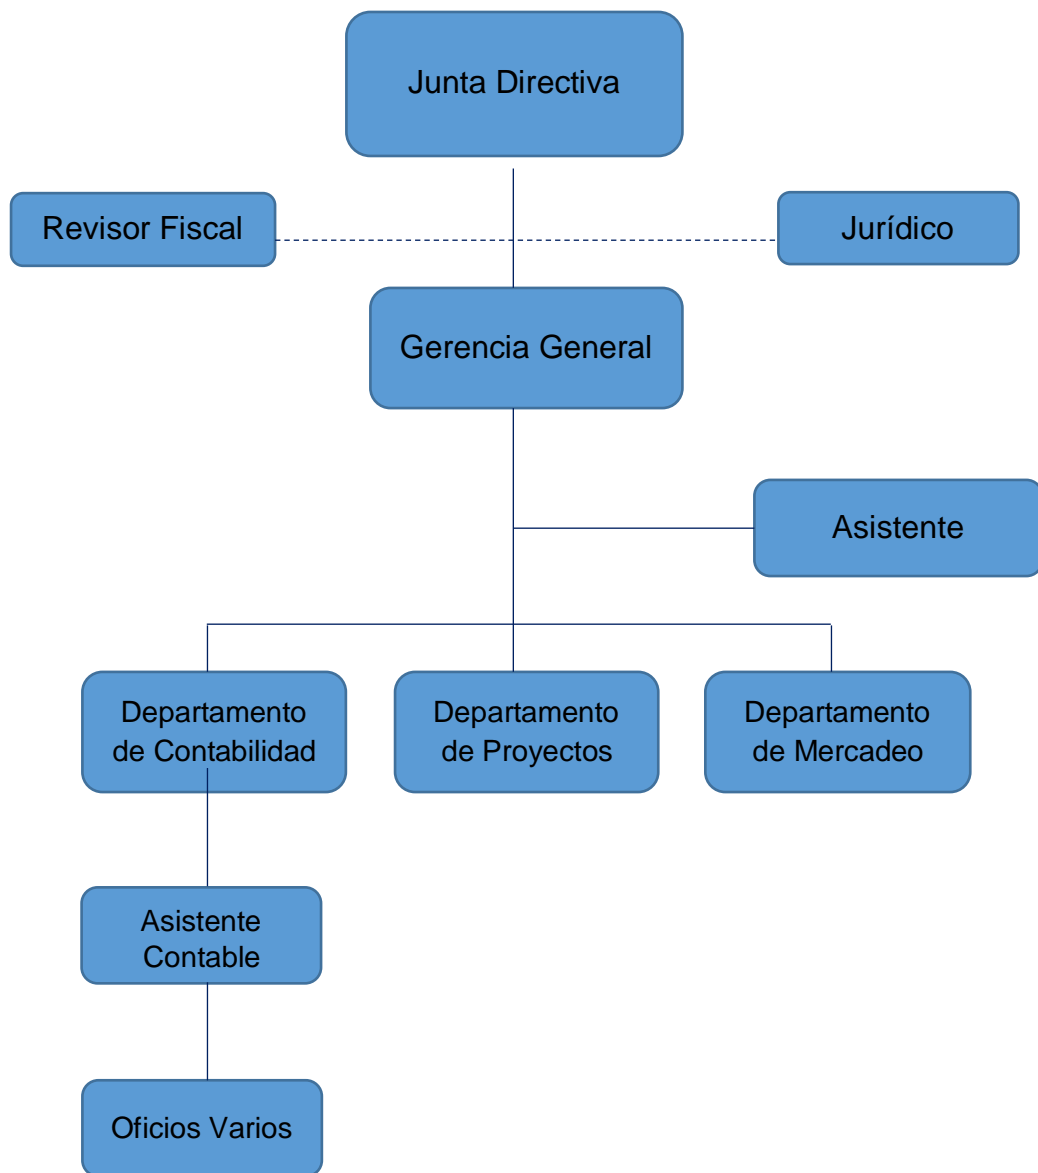 Junta Directiva
Revisor Fiscal
Jurídico
Gerencia General
Asistente
Departamento
de Contabilidad
Departamento
de Proyectos
Departamento
de Mercadeo
Asistente
Contable
Oficios Varios